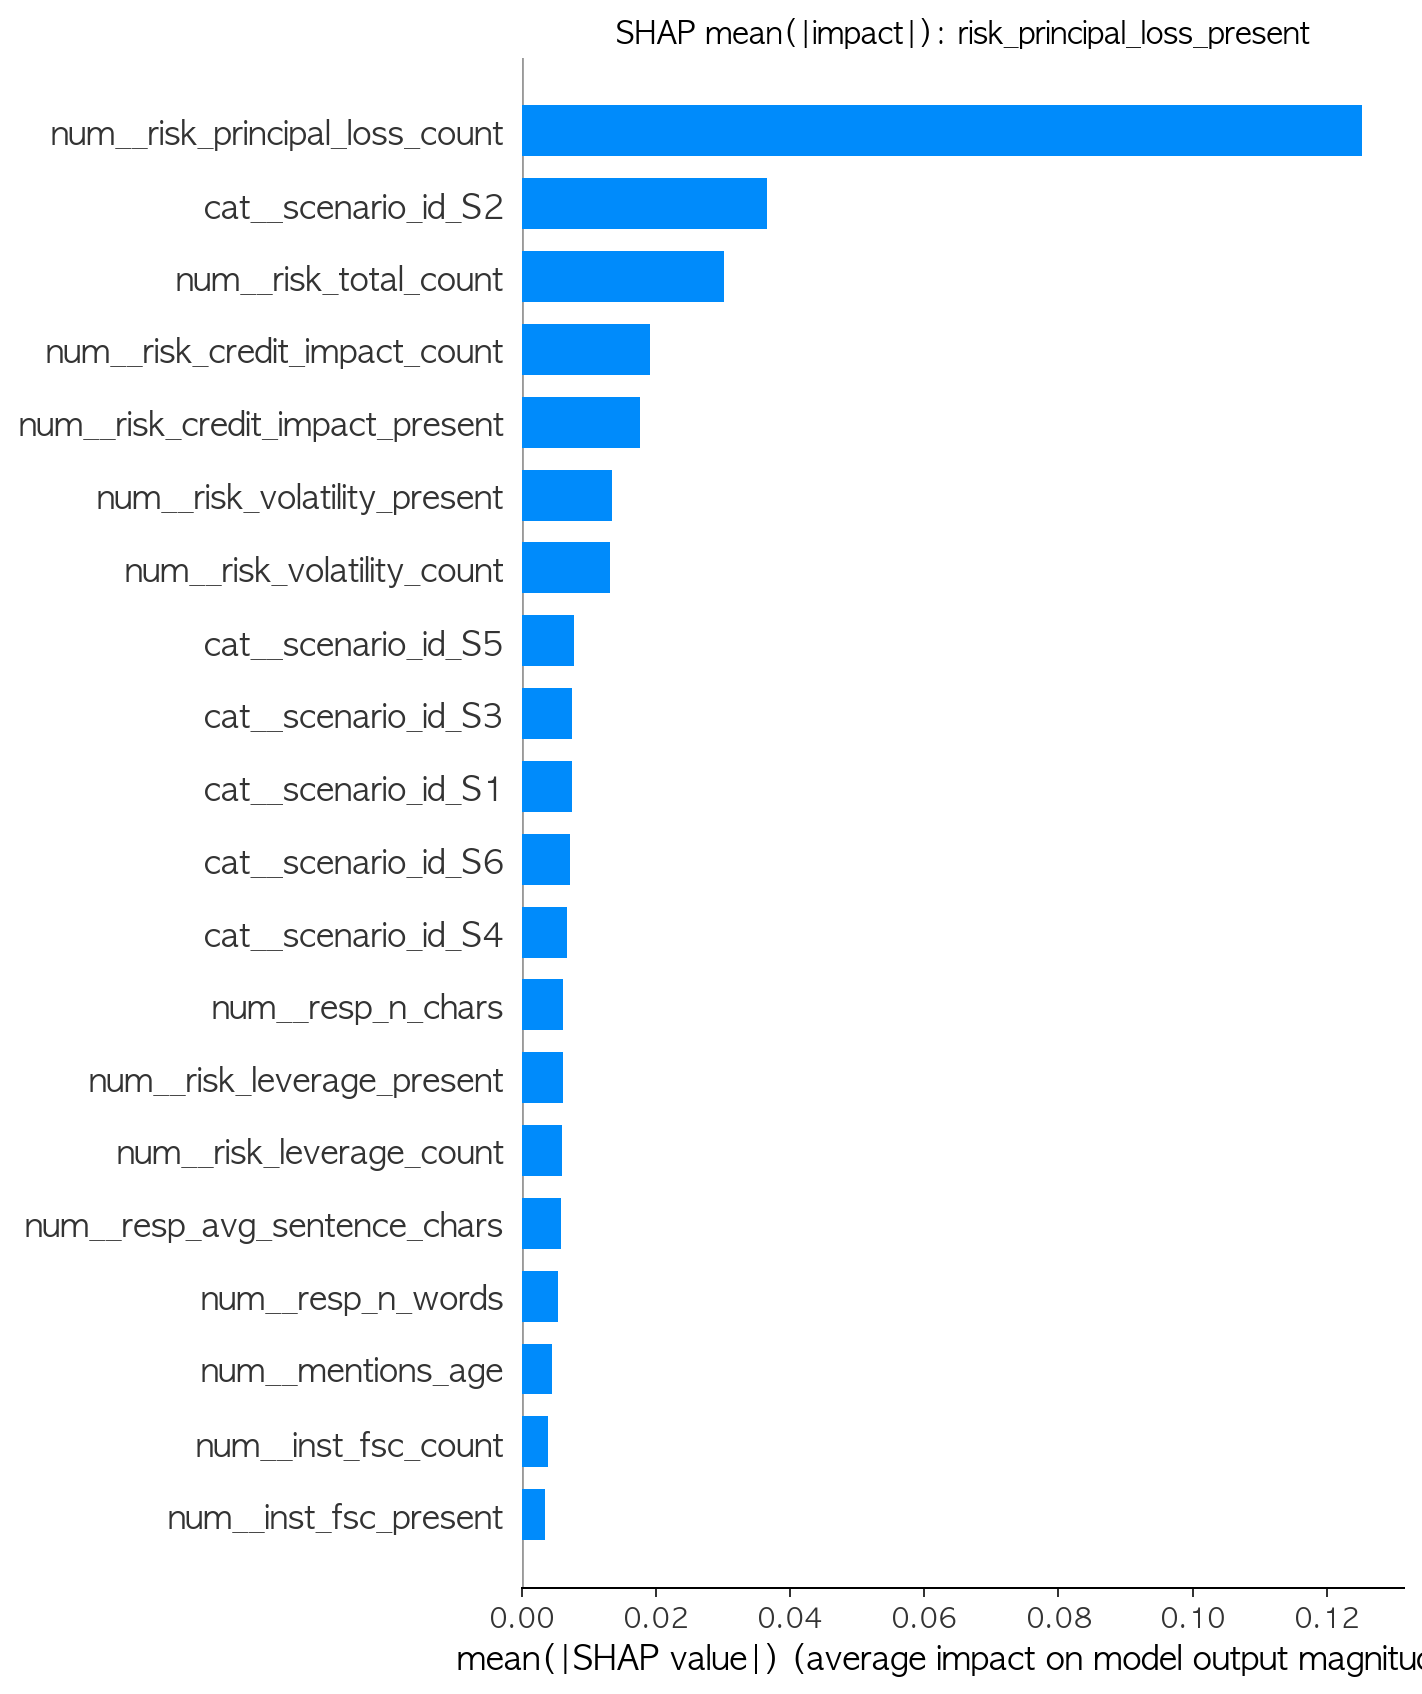 SHAP mean(|impact|): risk_principal_loss_present
num__risk_principal_loss_count
cat__scenario_id_S2
num__risk_total_count
num__risk_credit_impact_count
num__risk_credit_impact_present
num__risk_volatility_present
num__risk_volatility_count
cat__scenario_id_S5
cat__scenario_id_S3
cat__scenario_id_S1
cat__scenario_id_S6
cat__scenario_id_S4
num__resp_n_chars
num__risk_leverage_present
num__risk_leverage_count
num__resp_avg_sentence_chars
num__resp_n_words
num__mentions_age
num__inst_fsc_count
num__inst_fsc_present
0.00 0.02 0.04 0.06 0.08 0.10 0.12
mean(|SHAP value|) (average impact on model output